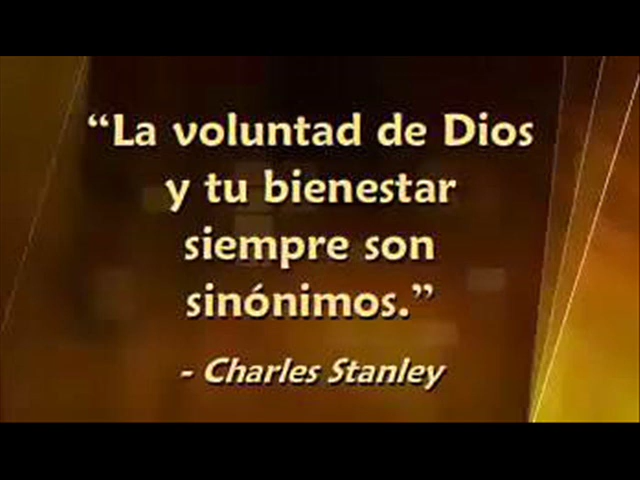 “La voluntad de Dios
y tu bienestar
siempre son
sinónimos.”
- Charles Stanley